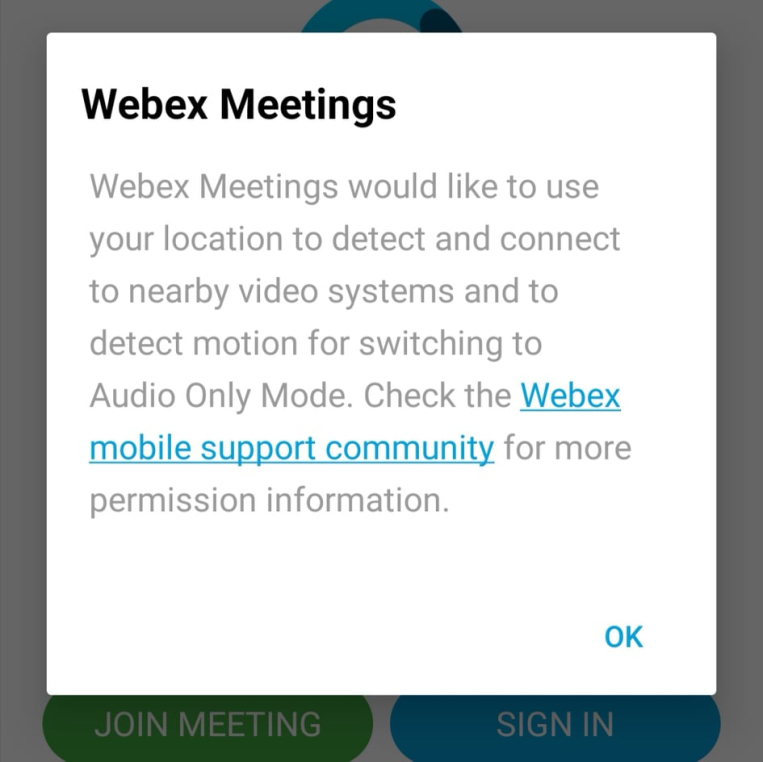 Webex Meetings
Webex Meetings would like to use
your location to detect and connect
to nearby video systems and to
detect motion for switching to
Audio Only Mode. Check the Webex
mobile support community for more
permission information.
OK
JOIN MEETING
SIGN IN